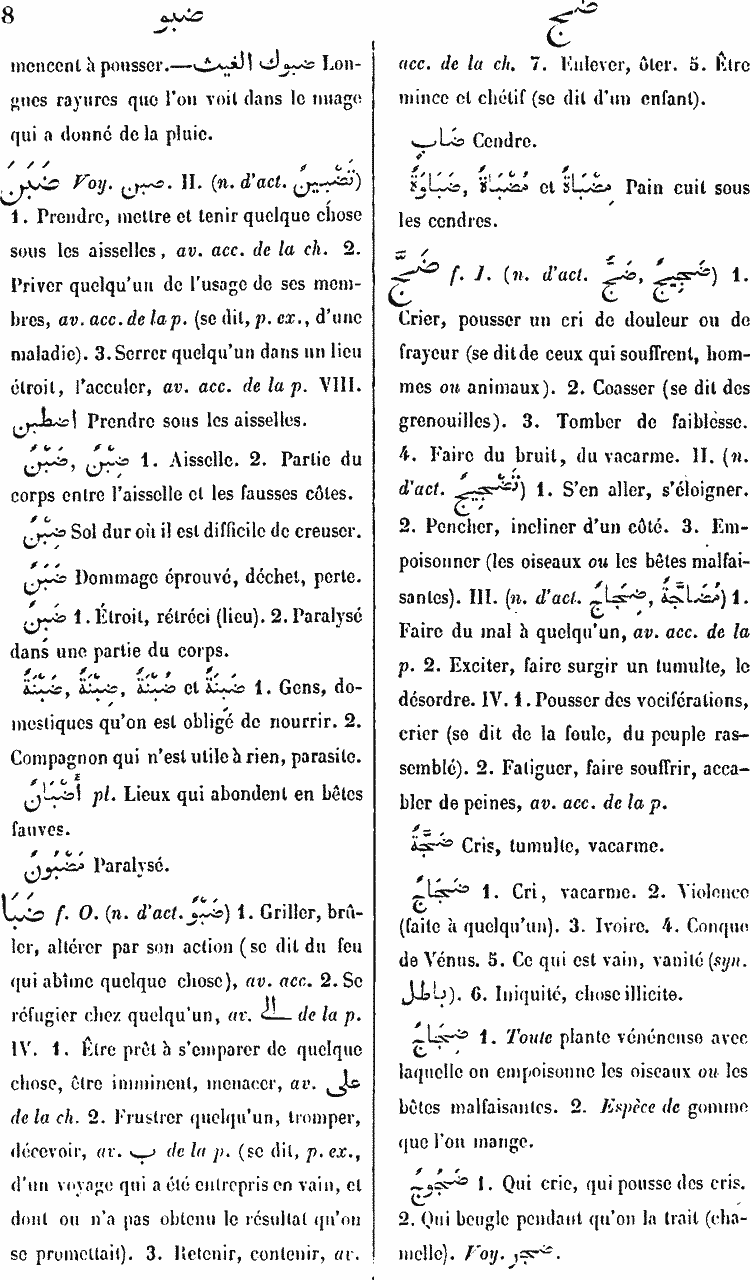 8
ضبو
ضج
mencent à pousser.—ضبوك الغيث Lon-
gues rayures que l'on voit dans le nuage
qui a donné de la pluie.
ضَبَنَ Voy. صبن. II. (n. d'act. تَضْبِينٌ)
1. Prendre, mettre et tenir quelque chose
sous les aisselles, av. acc. de la ch. 2.
Priver quelqu'un de l'usage de ses mem-
bres, av. acc. de la p. (se dit, p. ex., d'une
maladie). 3. Serrer quelqu'un dans un lieu
étroit, l'acculer, av. acc. de la p. VIII.
اضطبن Prendre sous les aisselles.
ضَبْنٌ, ضِبْنٌ 1. Aisselle. 2. Partie du
corps entre l'aisselle et les fausses côtes.
ضَبْنٌ Sol dur où il est difficile de creuser.
ضَبَنٌ Dommage éprouvé, déchet, perte.
ضَبِنٌ 1. Étroit, rétréci (lieu). 2. Paralysé
dans une partie du corps.
ضَبْنَةٌ, ضِبْنَةٌ, ضُبْنَةٌ et ضَبِنَةٌ 1. Gens, do-
mestiques qu'on est obligé de nourrir. 2.
Compagnon qui n'est utile à rien, parasite.
أَضْبَانٌ pl. Lieux qui abondent en bêtes
fauves.
مَضْبُونٌ Paralysé.
ضَبَا f. O. (n. d'act. ضَبْوٌ) 1. Griller, brû-
ler, altérer par son action (se dit du feu
qui abîme quelque chose), av. acc. 2. Se
réfugier chez quelqu'un, av. الى de la p.
IV. 1. Être prêt à s'emparer de quelque
chose, être imminent, menacer, av. على
de la ch. 2. Frustrer quelqu'un, tromper,
décevoir, av. ب de la p. (se dit, p. ex.,
d'un voyage qui a été entrepris en vain, et
dont ou n'a pas obtenu le résultat qu'on
se promettait). 3. Retenir, contenir, av.
acc. de la ch. 7. Enlever, ôter. 5. Être
mince et chétif (se dit d'un enfant).
ضَابٍ Cendre.
ضَبَاوَةٌ, مَضْبَاةٌ et مِضْبَاةٌ Pain cuit sous
les cendres.
ضَجَّ f. I. (n. d'act. ضَجٌّ, ضَجِيجٌ) 1.
Crier, pousser un cri de douleur ou de
frayeur (se dit de ceux qui souffrent, hom-
mes ou animaux). 2. Coasser (se dit des
grenouilles). 3. Tomber de faiblesse.
4. Faire du bruit, du vacarme. II. (n.
d'act. تَضْجِيجٌ) 1. S'en aller, s'éloigner.
2. Pencher, incliner d'un côté. 3. Em-
poisonner (les oiseaux ou les bêtes malfai-
santes). III. (n. d'act. ضِجَاجٌ, مُضَاجَّةٌ) 1.
Faire du mal à quelqu'un, av. acc. de la
p. 2. Exciter, faire surgir un tumulte, le
désordre. IV. 1. Pousser des vociférations,
crier (se dit de la foule, du peuple ras-
semblé). 2. Fatiguer, faire souffrir, acca-
bler de peines, av. acc. de la p.
ضَجَّةٌ Cris, tumulte, vacarme.
ضَجَاجٌ 1. Cri, vacarme. 2. Violence
(faite à quelqu'un). 3. Ivoire. 4. Conque
de Vénus. 5. Ce qui est vain, vanité (syn.
باطل). 6. Iniquité, chose illicite.
ضِجَاجٌ 1. Toute plante vénéneuse avec
laquelle on empoisonne les oiseaux ou les
bêtes malfaisantes. 2. Espèce de gomme
que l'on mange.
ضَجُوجٌ 1. Qui crie, qui pousse des cris.
2. Qui beugle pendant qu'on la trait (cha-
melle). Voy. ضجر.